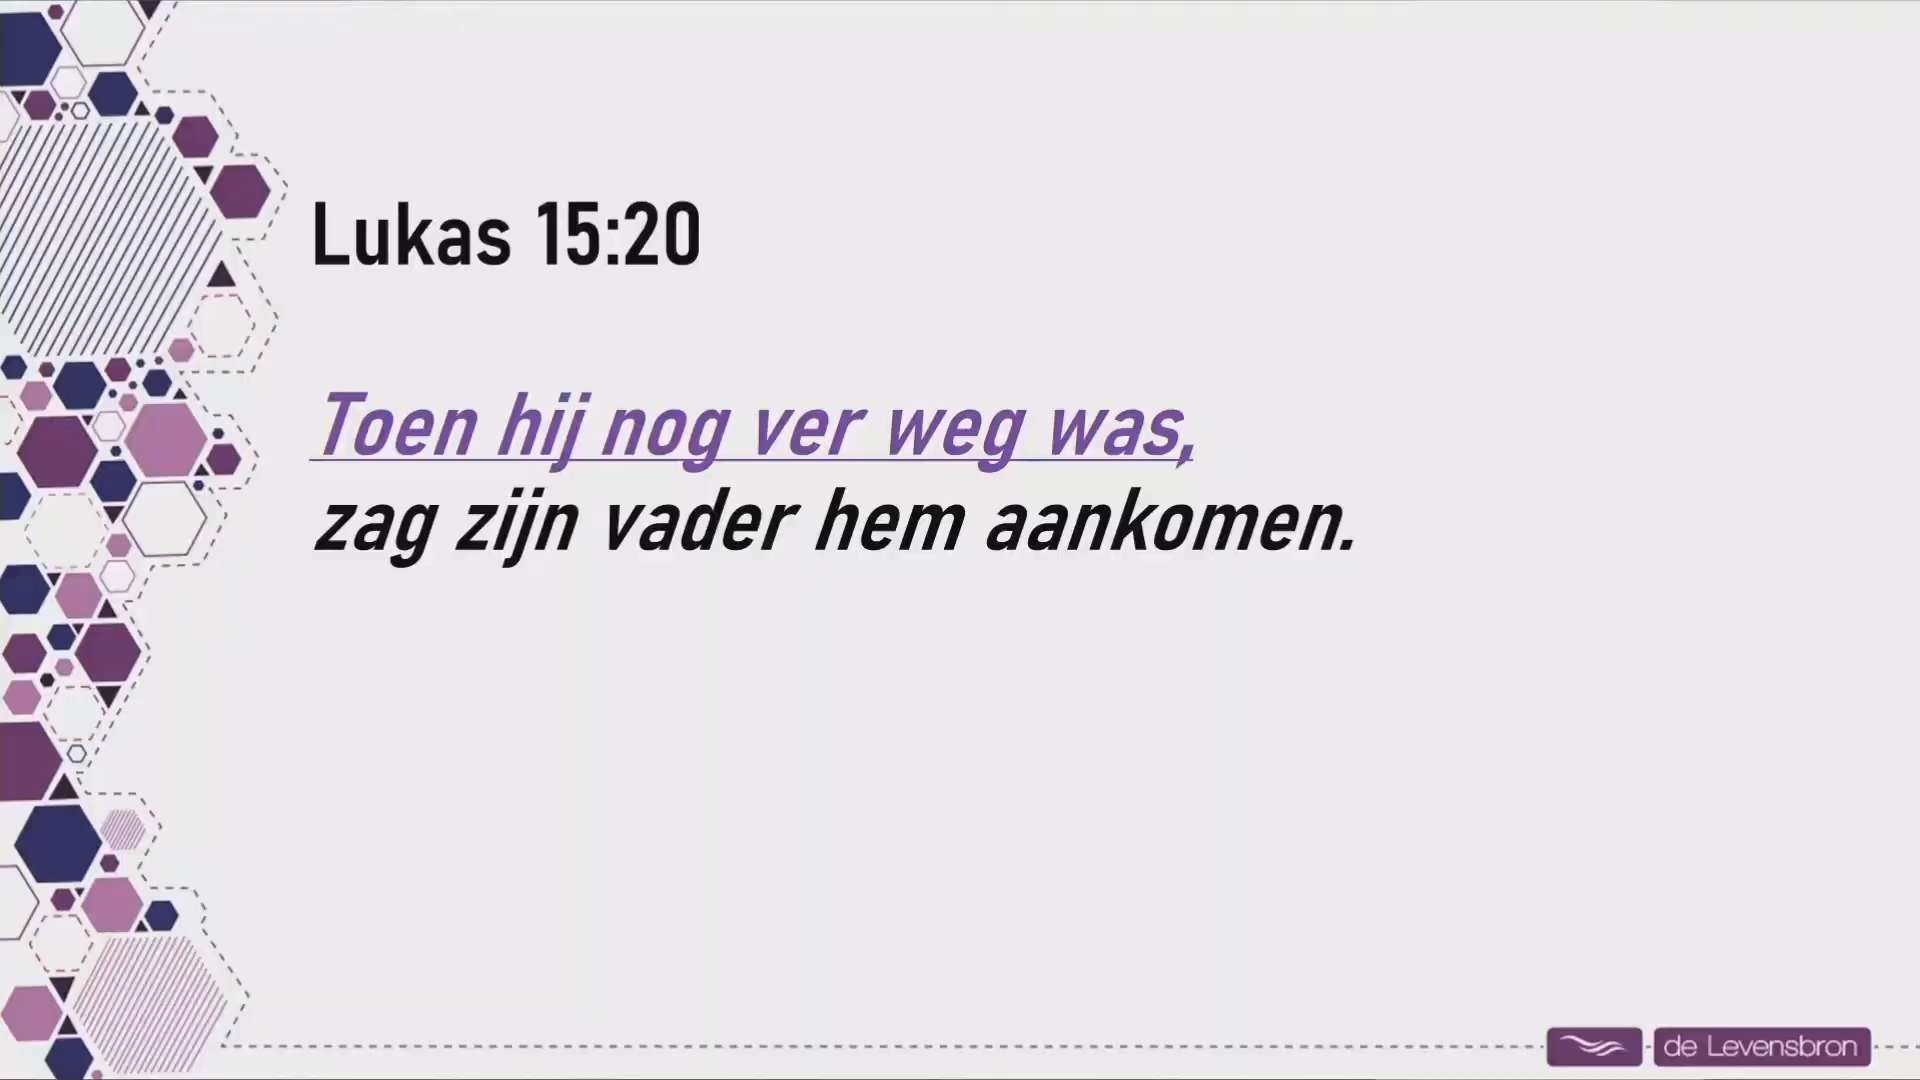 Lukas 15:20
Toen hij nog ver weg was,
zag zijn vader hem aankomen.
de Levensbron